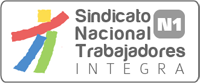 Sindicato N1
Nacional
Trabajadores
INTEGRA